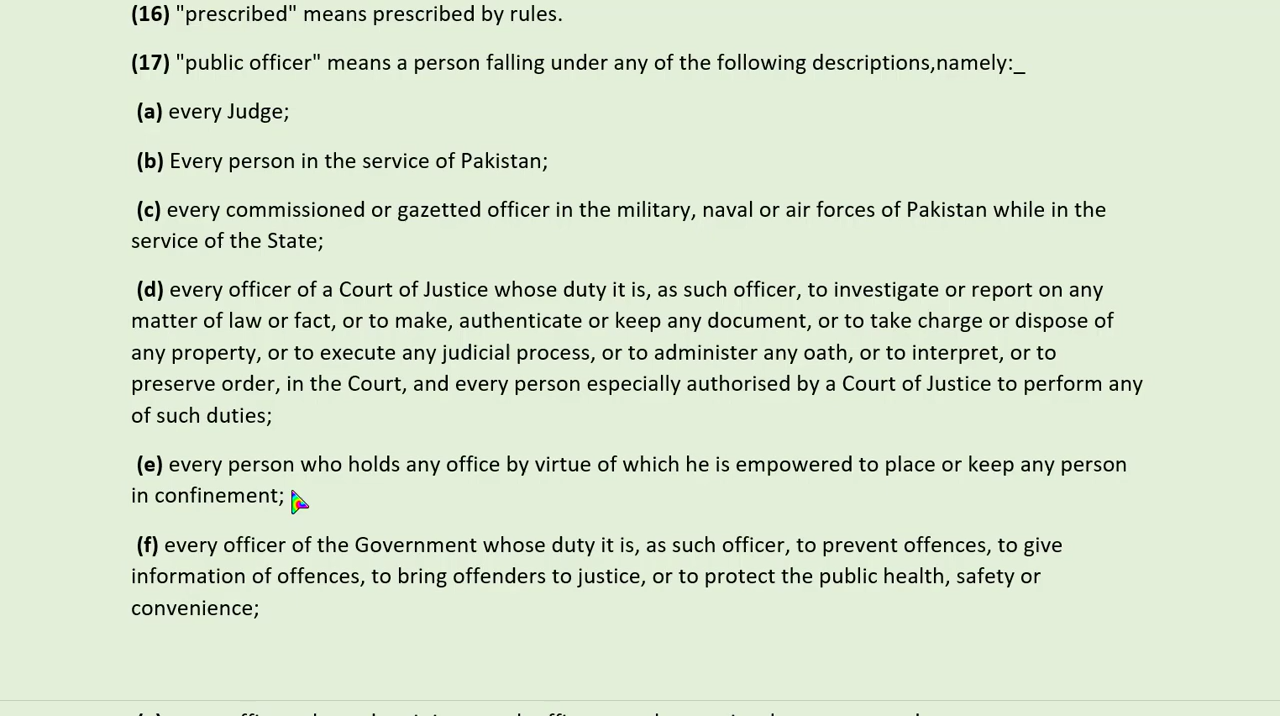 (16) "prescribed" means prescribed by rules.
(17) "public officer" means a person falling under any of the following descriptions,namely:_
(a) every Judge;
(b) Every person in the service of Pakistan;
(c) every commissioned or gazetted officer in the military, naval or air forces of Pakistan while in the
service of the State;
(d) every officer of a Court of Justice whose duty it is, as such officer, to investigate or report on any
matter of law or fact, or to make, authenticate or keep any document, or to take charge or dispose of
any property, or to execute any judicial process, or to administer any oath, or to interpret, or to
preserve order, in the Court, and every person especially authorised by a Court of Justice to perform any
of such duties;
(e) every person who holds any office by virtue of which he is empowered to place or keep any person
in confinement;
(f) every officer of the Government whose duty it is, as such officer, to prevent offences, to give
information of offences, to bring offenders to justice, or to protect the public health, safety or
convenience;